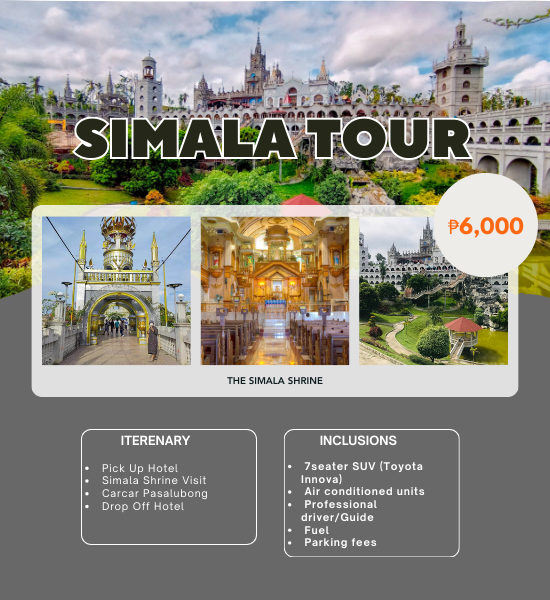 SIMALA TOUR
₱6,000
THE SIMALA SHRINE
ITERENARY
• Pick Up Hotel
• Simala Shrine Visit
• Carcar Pasalubong
• Drop Off Hotel
INCLUSIONS
• 7seater SUV (Toyota
Innova)
• Air conditioned units
• Professional
driver/Guide
• Fuel
• Parking fees